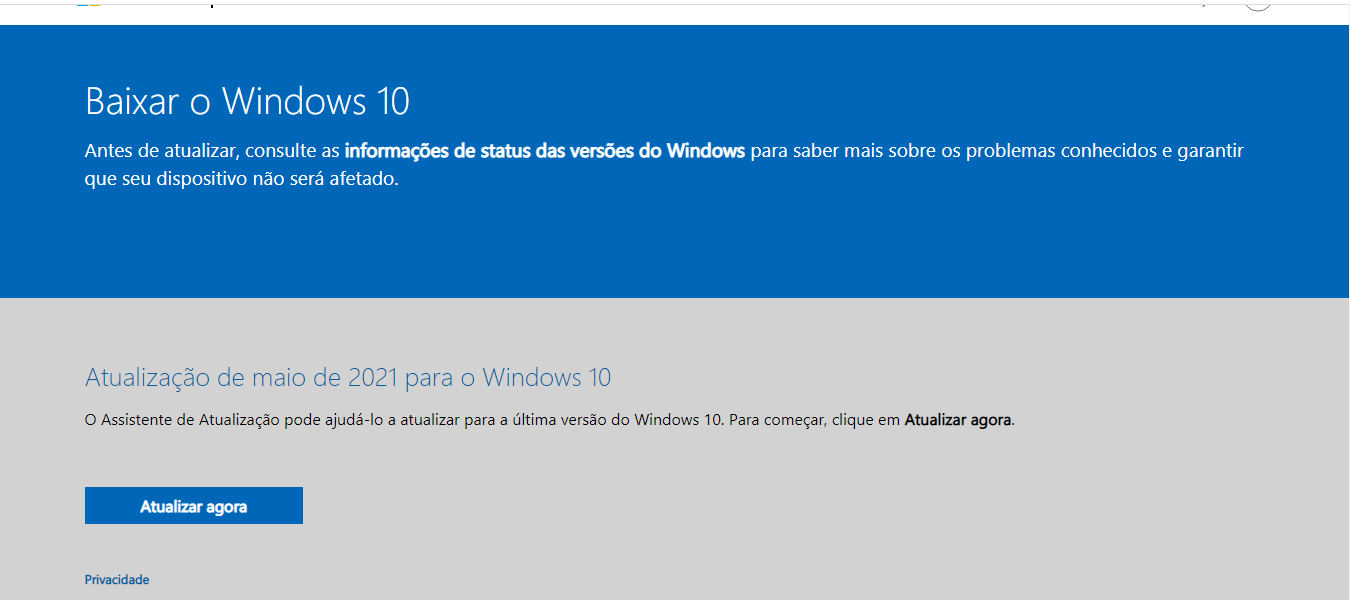 Baixar o Windows 10
Antes de atualizar, consulte as informações de status das versões do Windows para saber mais sobre os problemas conhecidos e garantir
que seu dispositivo não será afetado.
Atualização de maio de 2021 para o Windows 10
O Assistente de Atualização pode ajudá-lo a atualizar para a última versão do Windows 10. Para começar, clique em Atualizar agora.
Atualizar agora
Privacidade